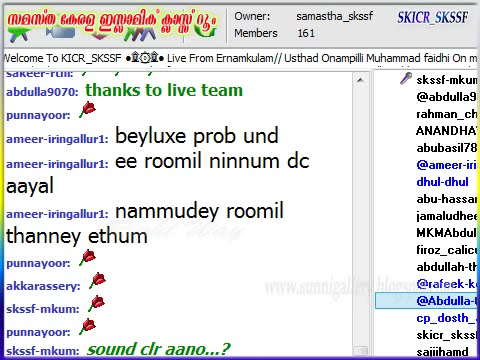 സമസ്ത കേരള ഇസ്ലാമിക് ക്ലാസ്സ് റൂം
Owner: samastha_skssf
Members 161
SKICR_SKSSF
Welcome To KICR_SKSSF Live From Ernamkulam// Usthad Onampilli Muhammad faidhi On m
sakeer-rtm:
abdulla9070: thanks to live team
punnayoor:
ameer-iringallur1: beyluxe prob und
ameer-iringallur1: ee roomil ninnum dc
aayal
ameer-iringallur1: nammudey roomil
thanney ethum
punnayoor:
akkarassery:
skssf-mkum:
punnayoor:
skssf-mkum: sound clr aano...?
skssf-mkum
@abdulla9
rahman_ch
ANANDHA
abubasil78
@ameer-iri
dhul-dhul
abu-hassa
jamaludhee
MKMAbdul
firoz_calicu
abdullah-th
@rafeek-k
@Abdulla-t
cp_dosth_a
skicr_skss
sajjihamd
www.sunnigallery.blogspot